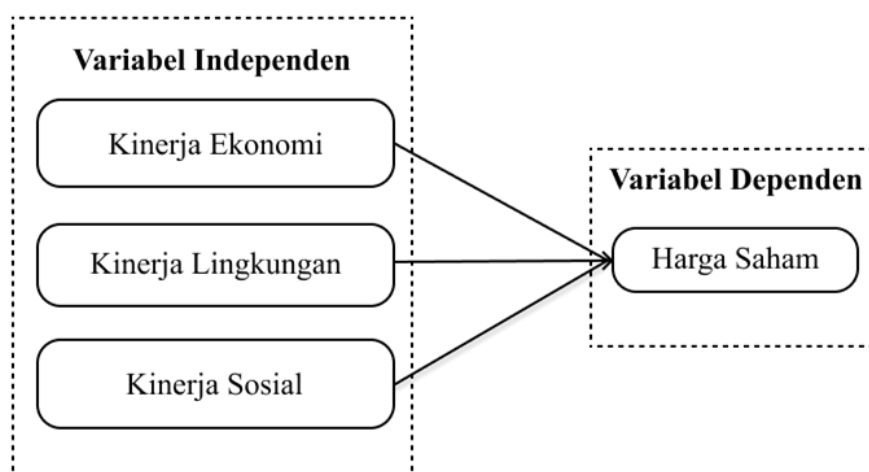 Variabel Independen
Kinerja Ekonomi
Kinerja Lingkungan
Kinerja Sosial
Variabel Dependen
Harga Saham